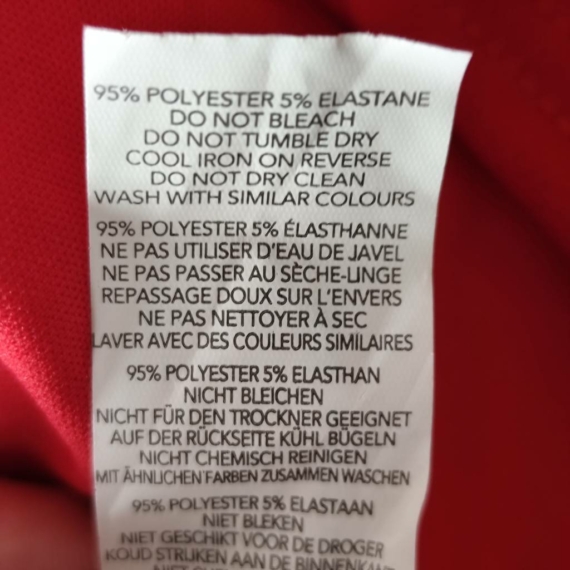 95% POLYESTER 5% ELASTANE
DO NOT BLEACH
DO NOT TUMBLE DRY
COOL IRON ON REVERSE
DO NOT DRY CLEAN
WASH WITH SIMILAR COLOURS
95% POLYESTER 5% ÉLASTHANNE
NE PAS UTILISER D'EAU DE JAVEL
NE PAS PASSER AU SÈCHE-LINGE
REPASSAGE DOUX SUR L'ENVERS
NE PAS NETTOYER À SEC
LAVER AVEC DES COULEURS SIMILAIRES
95% POLYESTER 5% ELASTHAN
NICHT BLEICHEN
NICHT FÜR DEN TROCKNER GEEIGNET
AUF DER RÜCKSEITE KÜHL BÜGELN
NICHT CHEMISCH REINIGEN
MIT ÄHNLICHEN FARBEN ZUSAMMEN WASCHEN
95% POLYESTER 5% ELASTAAN
NIET BLEKEN
NIET GESCHIKT VOOR DE DROGER
KOUD STRIJKEN AAN DE BINNENKANT